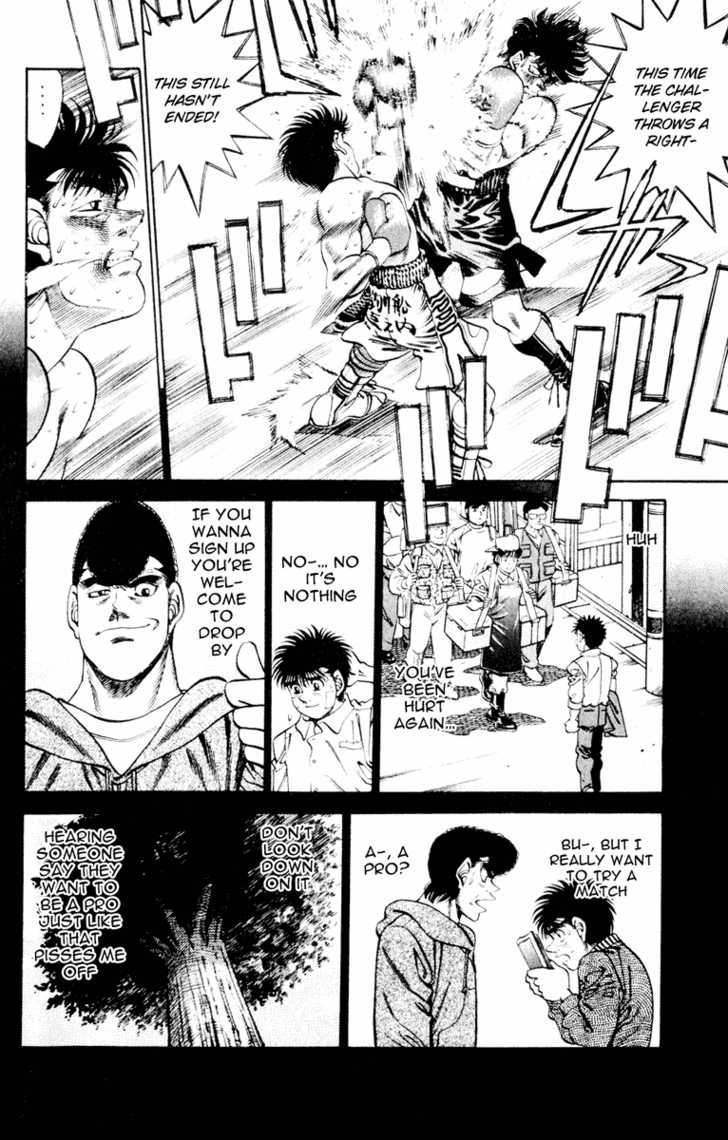 THIS TIME
THE CHAL-
LENGER
THROWS A
RIGHT-
THIS STILL
HASN'T
ENDED!
....
HUH
YOU'VE
BEEN'
HURT
AGAIN...
NO-... NO
IT'S
NOTHING
IF YOU
WANNA
SIGN UP
YOU'RE
WEL-
COME
TO
DROP
BY
BU-, BUT I
REALLY WANT
TO TRY A
MATCH
A-, A
PRO?
DON'T
LOOK
DOWN
ON IT
HEARING
SOMEONE
SAY THEY
WANT TO
BE A PRO
JUST LIKE
THAT
PISSES ME
OFF